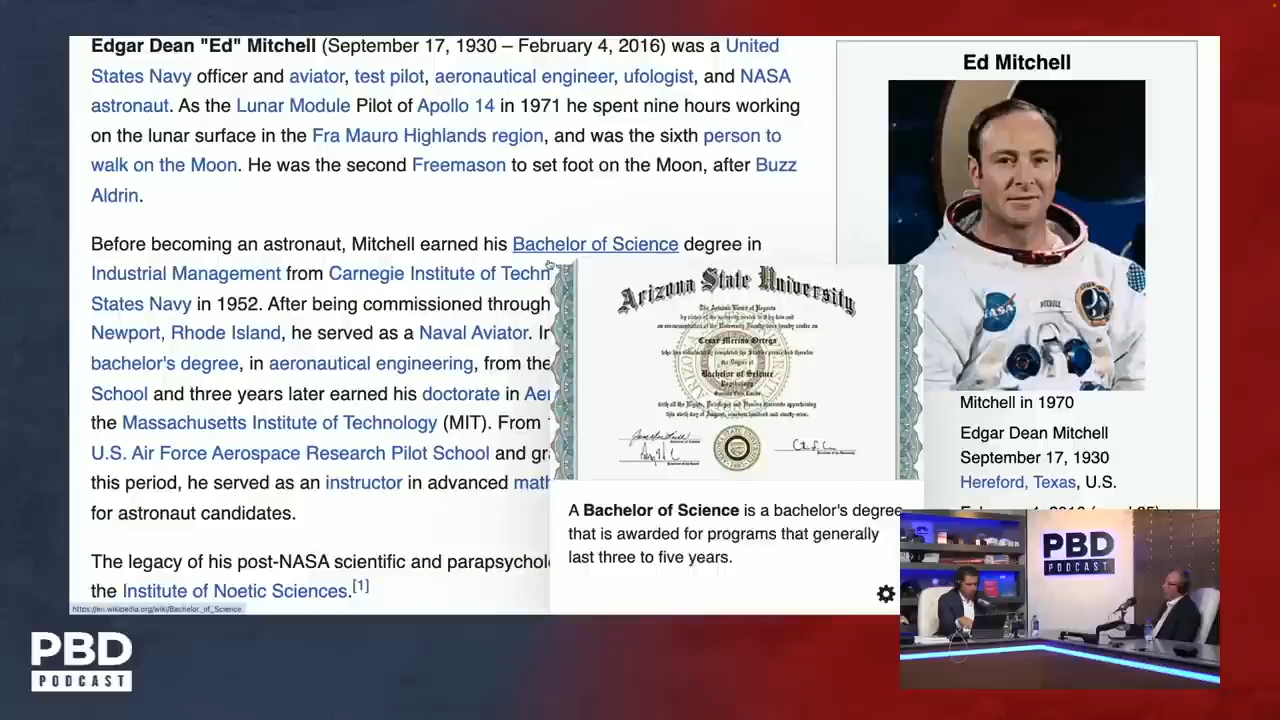 Edgar Dean "Ed" Mitchell (September 17, 1930 – February 4, 2016) was a United
States Navy officer and aviator, test pilot, aeronautical engineer, ufologist, and NASA
astronaut. As the Lunar Module Pilot of Apollo 14 in 1971 he spent nine hours working
on the lunar surface in the Fra Mauro Highlands region, and was the sixth person to
walk on the Moon. He was the second Freemason to set foot on the Moon, after Buzz
Aldrin.
Before becoming an astronaut, Mitchell earned his Bachelor of Science degree in
Industrial Management from Carnegie Institute of Techn
States Navy in 1952. After being commissioned through
Newport, Rhode Island, he served as a Naval Aviator. In
bachelor's degree, in aeronautical engineering, from the
School and three years later earned his doctorate in Aer
the Massachusetts Institute of Technology (MIT). From
U.S. Air Force Aerospace Research Pilot School and gr
this period, he served as an instructor in advanced math
for astronaut candidates.
The legacy of his post-NASA scientific and parapsycholo
the Institute of Noetic Sciences.[1]
https://en.wikipedia.org/wiki/Bachelor_of_Science
Arizona State University
Cesar Merino Ortega
Bachelor of Science
A Bachelor of Science is a bachelor's degree
that is awarded for programs that generally
last three to five years.
Ed Mitchell
NASA
Mitchell in 1970
Edgar Dean Mitchell
September 17, 1930
Hereford, Texas, U.S.
PBD
PODCAST
PBD
PODCAST